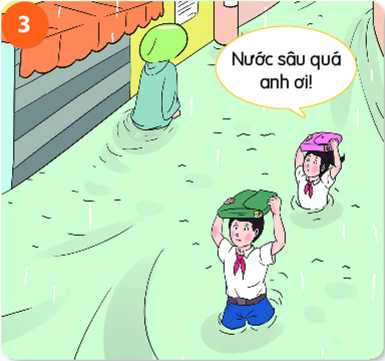 3
Nước sâu quá
anh ơi!